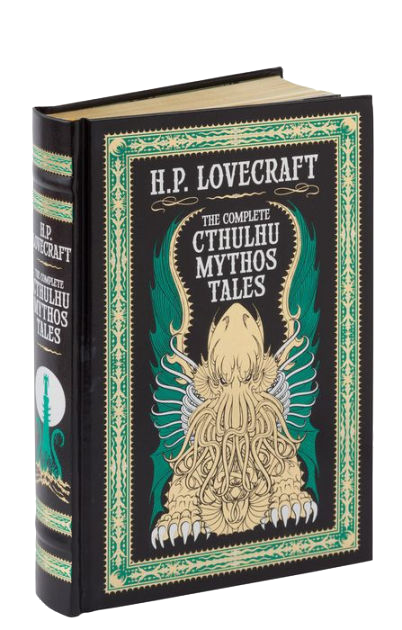 H.P. LOVECRAFT
THE COMPLETE
CTHULHU
MYTHOS
TALES
H.P.
LOVECRAFT
THE COMPLETE
CTHULHU
MYTHOS
TALES